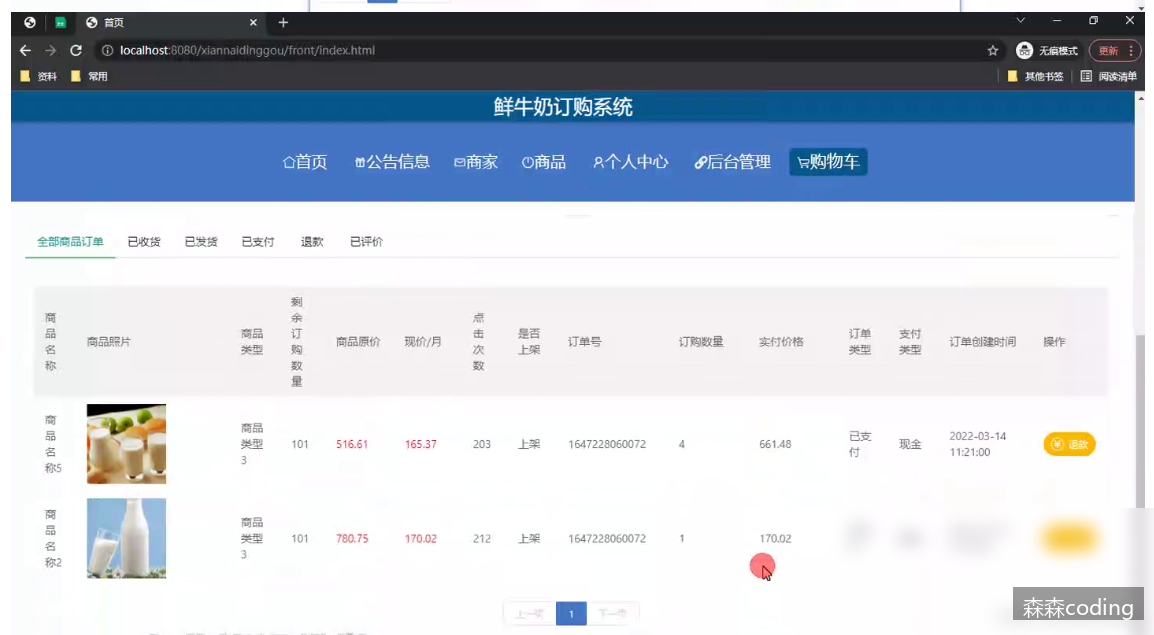 首页
localhost:8080/xiannaidinggou/front/index.html
无痕模式
更新
资料
常用
其他书签
阅读清单
鲜牛奶订购系统
首页
公告信息
商家
商品
个人中心
后台管理
购物车
全部商品订单
已收货
已发货
已支付
退款
已评价
商品名称
商品照片
商品类型
剩余订购数量
商品原价
现价/月
点击次数
是否上架
订单号
订购数量
实付价格
订单类型
支付类型
订单创建时间
操作
商品名称5
商品类型3
101
516.61
165.37
203
上架
1647228060072
4
661.48
已支付
现金
2022-03-14
11:21:00
退款
商品名称2
商品类型3
101
780.75
170.02
212
上架
1647228060072
1
170.02
上一页
1
下一页
森森coding